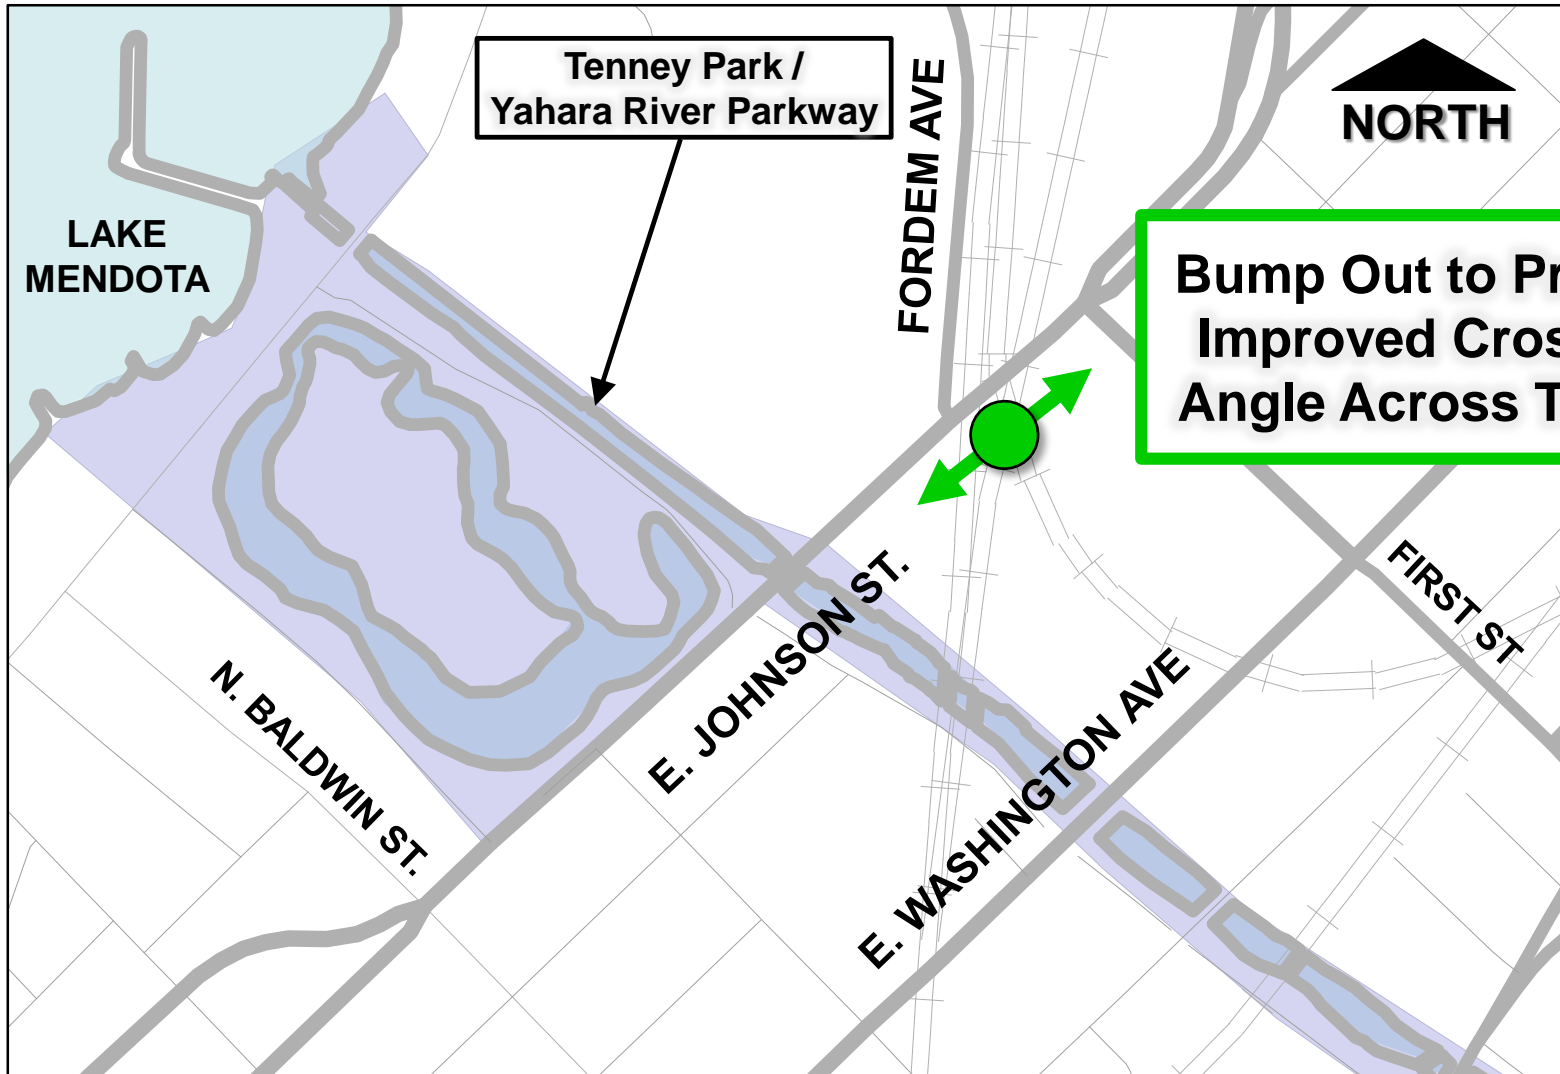 Tenney Park /
Yahara River Parkway
FORDEM AVE
NORTH
LAKE
MENDOTA
Bump Out to Pr
Improved Cros
Angle Across T
FIRST ST
E. JOHNSON ST.
N. BALDWIN ST.
E. WASHINGTON AVE